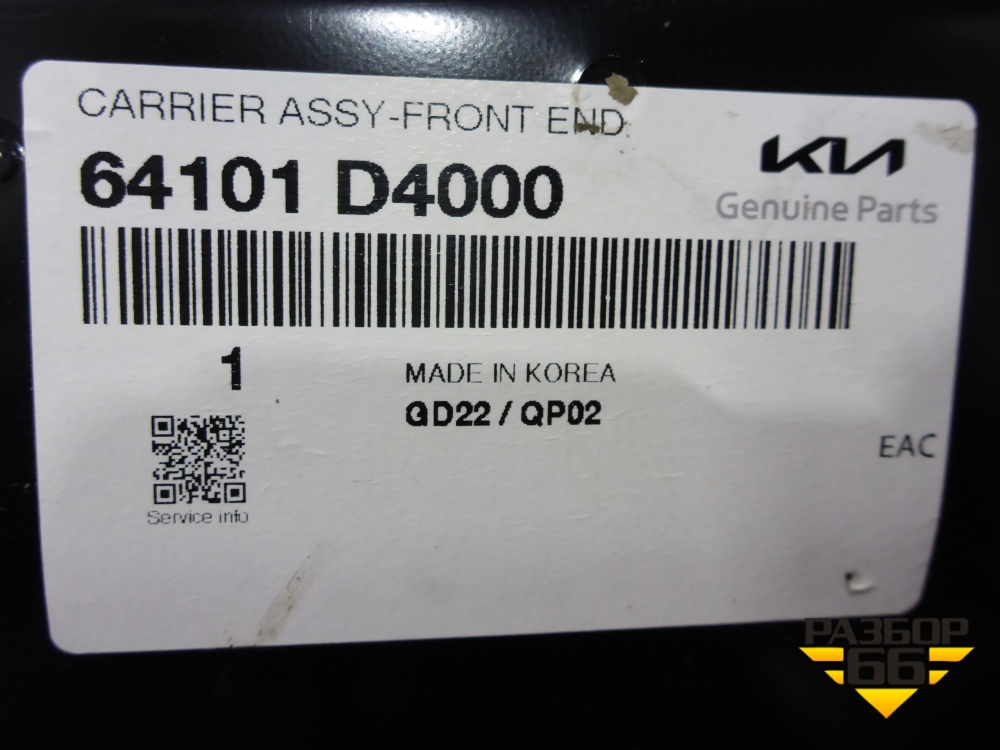 CARRIER ASSY-FRONT END
64101 D4000
KIA
Genuine Parts
1
MADE IN KOREA
GD22 / QP02
Service info
EAC
РАЗБОР
66